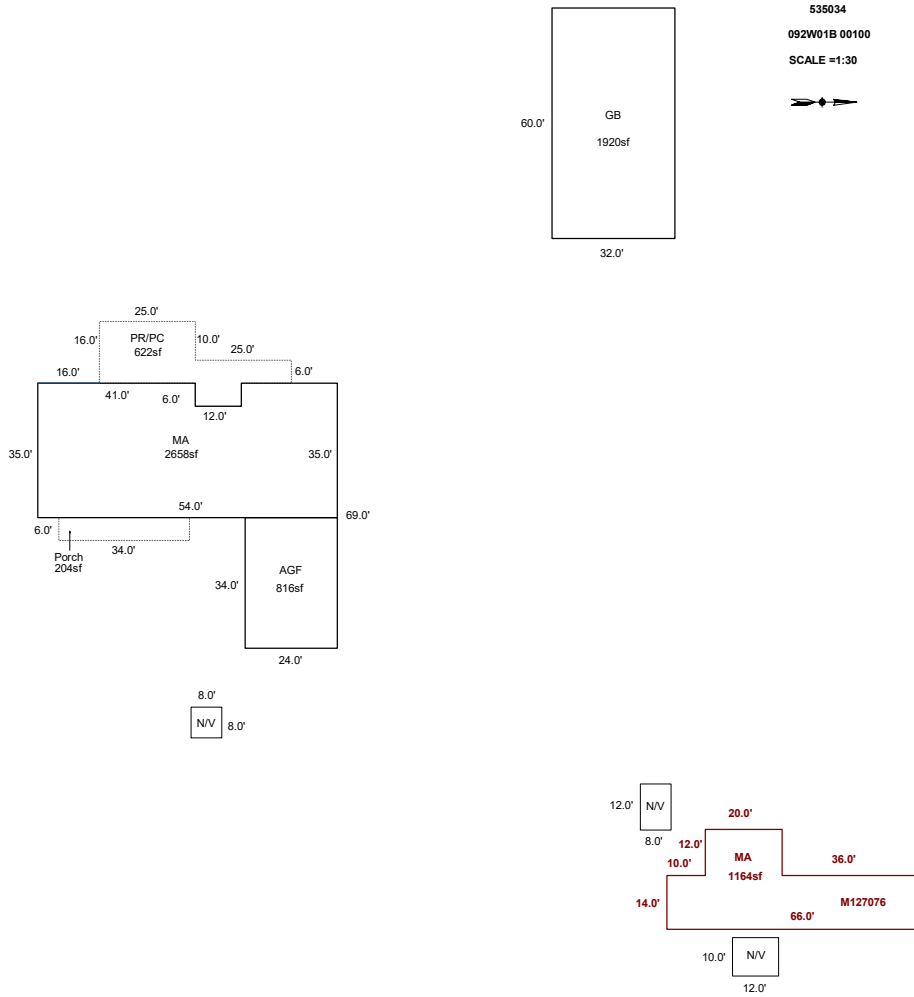 535034
092W01B 00100
SCALE =1:30
GB
1920sf
60.0'
32.0'
25.0'
16.0'
PR/PC
622sf
10.0'
25.0'
6.0'
16.0'
41.0'
6.0'
12.0'
MA
2658sf
35.0'
35.0'
54.0'
69.0'
6.0'
34.0'
Porch
204sf
AGF
816sf
34.0'
24.0'
8.0'
N/V
8.0'
12.0'
N/V
8.0'
20.0'
12.0'
MA
1164sf
10.0'
36.0'
14.0'
M127076
66.0'
10.0'
N/V
12.0'